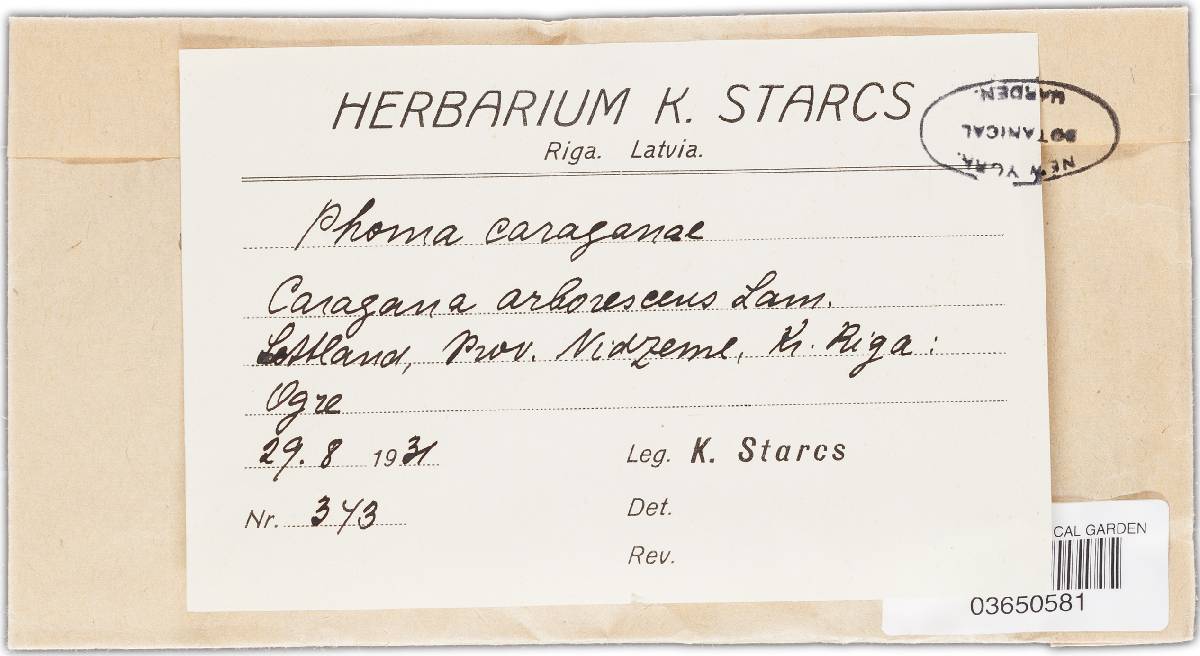 HERBARIUM K. STARCS
Riga. Latvia.
NEW YORK
BOTANICAL
GARDEN.
Phoma caraganae
Caragana arborescens Lam.
Lettland, Prov. Vidzeme, Kr. Riga:
Ogre
29. 8 1931
Leg. K. Starcs
Nr. 343
Det.
Rev.
CAL GARDEN
03650581